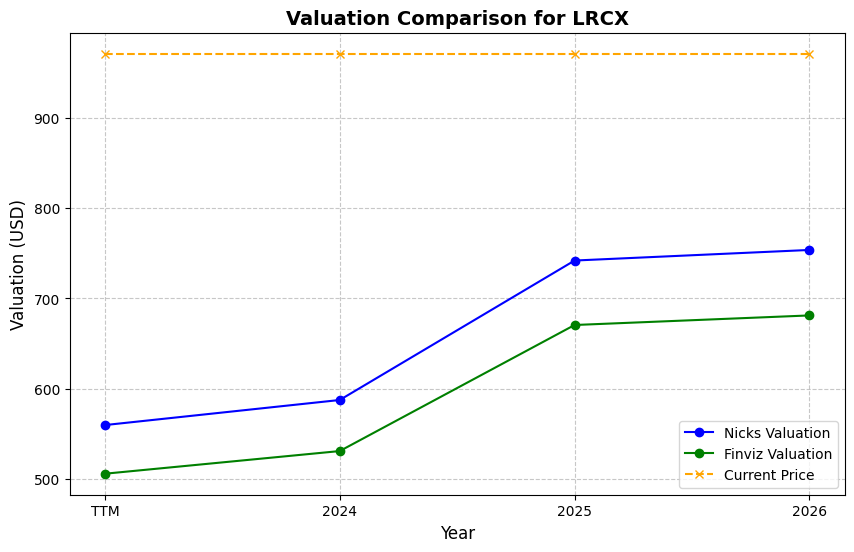 Valuation Comparison for LRCX
Valuation (USD)
900
800
700
600
500
TTM
2024
2025
2026
Year
Nicks Valuation
Finviz Valuation
Current Price